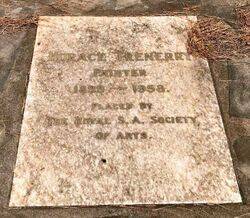 HORACE TRENERRY
PAINTER
1899 – 1958.
PLACED BY
THE ROYAL S.A. SOCIETY
OF ARTS.